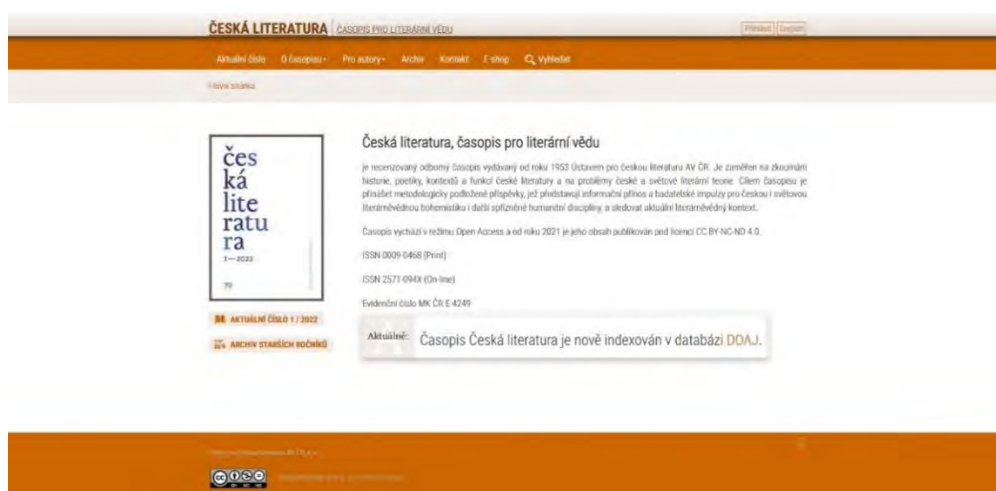 ČESKÁ LITERATURA ČASOPIS PRO LITERÁRNÍ VĚDU
Přihlásit English
Aktuální číslo O časopisu Pro autory Archiv Kontakt E-shop Vyhledat
Hlavní stránka
čes
ká
lite
ratu
ra
1—2022
70
AKTUÁLNÍ ČÍSLO 1 / 2022
ARCHIV STARŠÍCH ROČNÍKŮ
Česká literatura, časopis pro literární vědu
je recenzovaný odborný časopis vydávaný od roku 1953 Ústavem pro českou literaturu AV ČR. Je zaměřen na zkoumání
historie, poetiky, kontextů a funkcí české literatury a na problémy české a světové literární teorie. Cílem časopisu je
přinášet metodologicky podložené příspěvky, jež představují informační přínos a badatelské impulzy pro českou i světovou
literárněvědnou bohemistiku i další spřízněné humanitní disciplíny, a sledovat aktuální literárněvědný kontext.
Časopis vychází v režimu Open Access a od roku 2021 je jeho obsah publikován pod licencí CC BY-NC-ND 4.0.
ISSN 0009-0468 (Print)
ISSN 2571-094X (On-line)
Evidenční číslo MK ČR E 4249
Aktuálně: Časopis Česká literatura je nově indexován v databázi DOAJ.